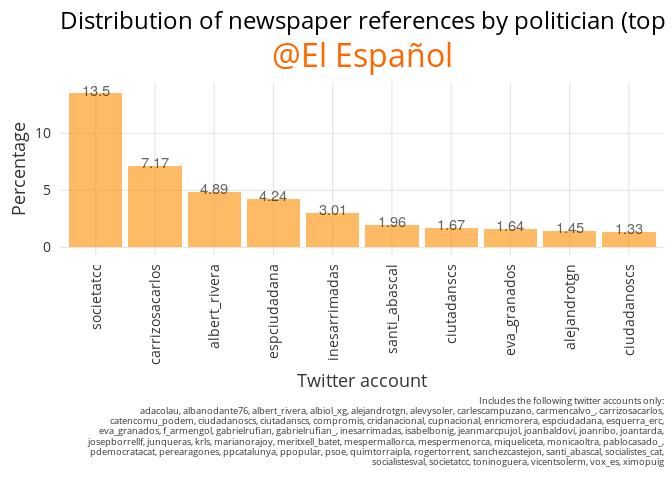 Distribution of newspaper references by politician (top
@El Español
Percentage
10
5
0
13.5
7.17
4.89
4.24
3.01
1.96
1.67
1.64
1.45
1.33
societatcc
carrizosacarlos
albert_rivera
espciudadana
inesarrimadas
santi_abascal
ciutadanscs
eva_granados
alejandrotgn
ciudadanoscs
Twitter account
Includes the following twitter accounts only:
adacolau, albanodante76, albert_rivera, albiol_xg, alejandrotgn, alevysoler, carlescampuzano, carmencalvo_, carrizosacarlos,
catencomu_podem, ciudadanoscs, ciutadanscs, compromis, cridanacional, cupnacional, enricmorera, espciudadana, esquerra_erc,
eva_granados, f_armengol, gabrielrufian, gabrielrufian_, inesarrimadas, isabelbonig, jeanmarcpujol, joanbaldovi, joanribo, joantarda,
josepborrellf, junqueras, krls, marianorajoy, meritxell_batet, mespermallorca, mespermenorca, miqueliceta, monicaoltra, pablocasado_,
pdemocratacat, perearagones, ppcatalunya, ppopular, psoe, quimtorraipla, rogertorrent, sanchezcastejon, santi_abascal, socialistes_cat,
socialistesval, societatcc, toninoguera, vicentsolerm, vox_es, ximopuig